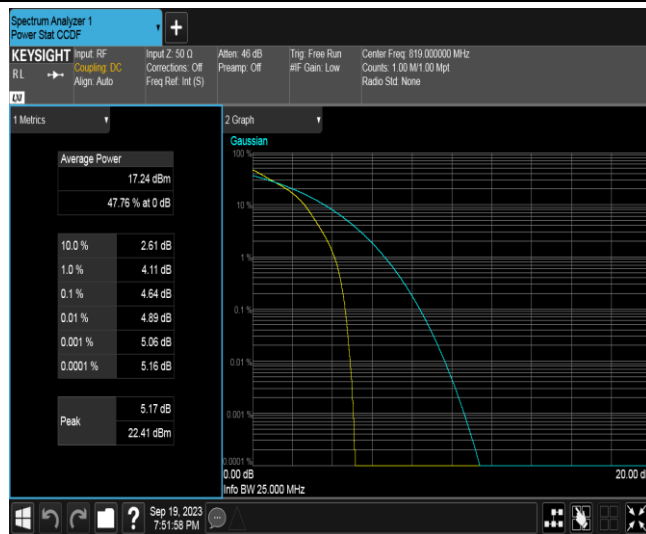 Spectrum Analyzer 1
Power Stat CCDF
+
KEYSIGHT
RL
Input: RF
Coupling: DC
Align: Auto
Input Z: 50 Ω
Corrections: Off
Freq Ref: Int (S)
Atten: 46 dB
Preamp: Off
Trig: Free Run
#IF Gain: Low
Center Freq: 819.000000 MHz
Counts: 1.00 M/1.00 Mpt
Radio Std: None
LXI
1 Metrics
Average Power
17.24 dBm
47.76 % at 0 dB
10.0 % 2.61 dB
1.0 % 4.11 dB
0.1 % 4.64 dB
0.01 % 4.89 dB
0.001 % 5.06 dB
0.0001 % 5.16 dB
Peak
5.17 dB
22.41 dBm
2 Graph
Gaussian
100 %
10 %
1 %
0.1 %
0.01 %
0.001 %
0.0001 %
0.00 dB
20.00 d
Info BW 25.000 MHz
?
Sep 19, 2023
7:51:58 PM